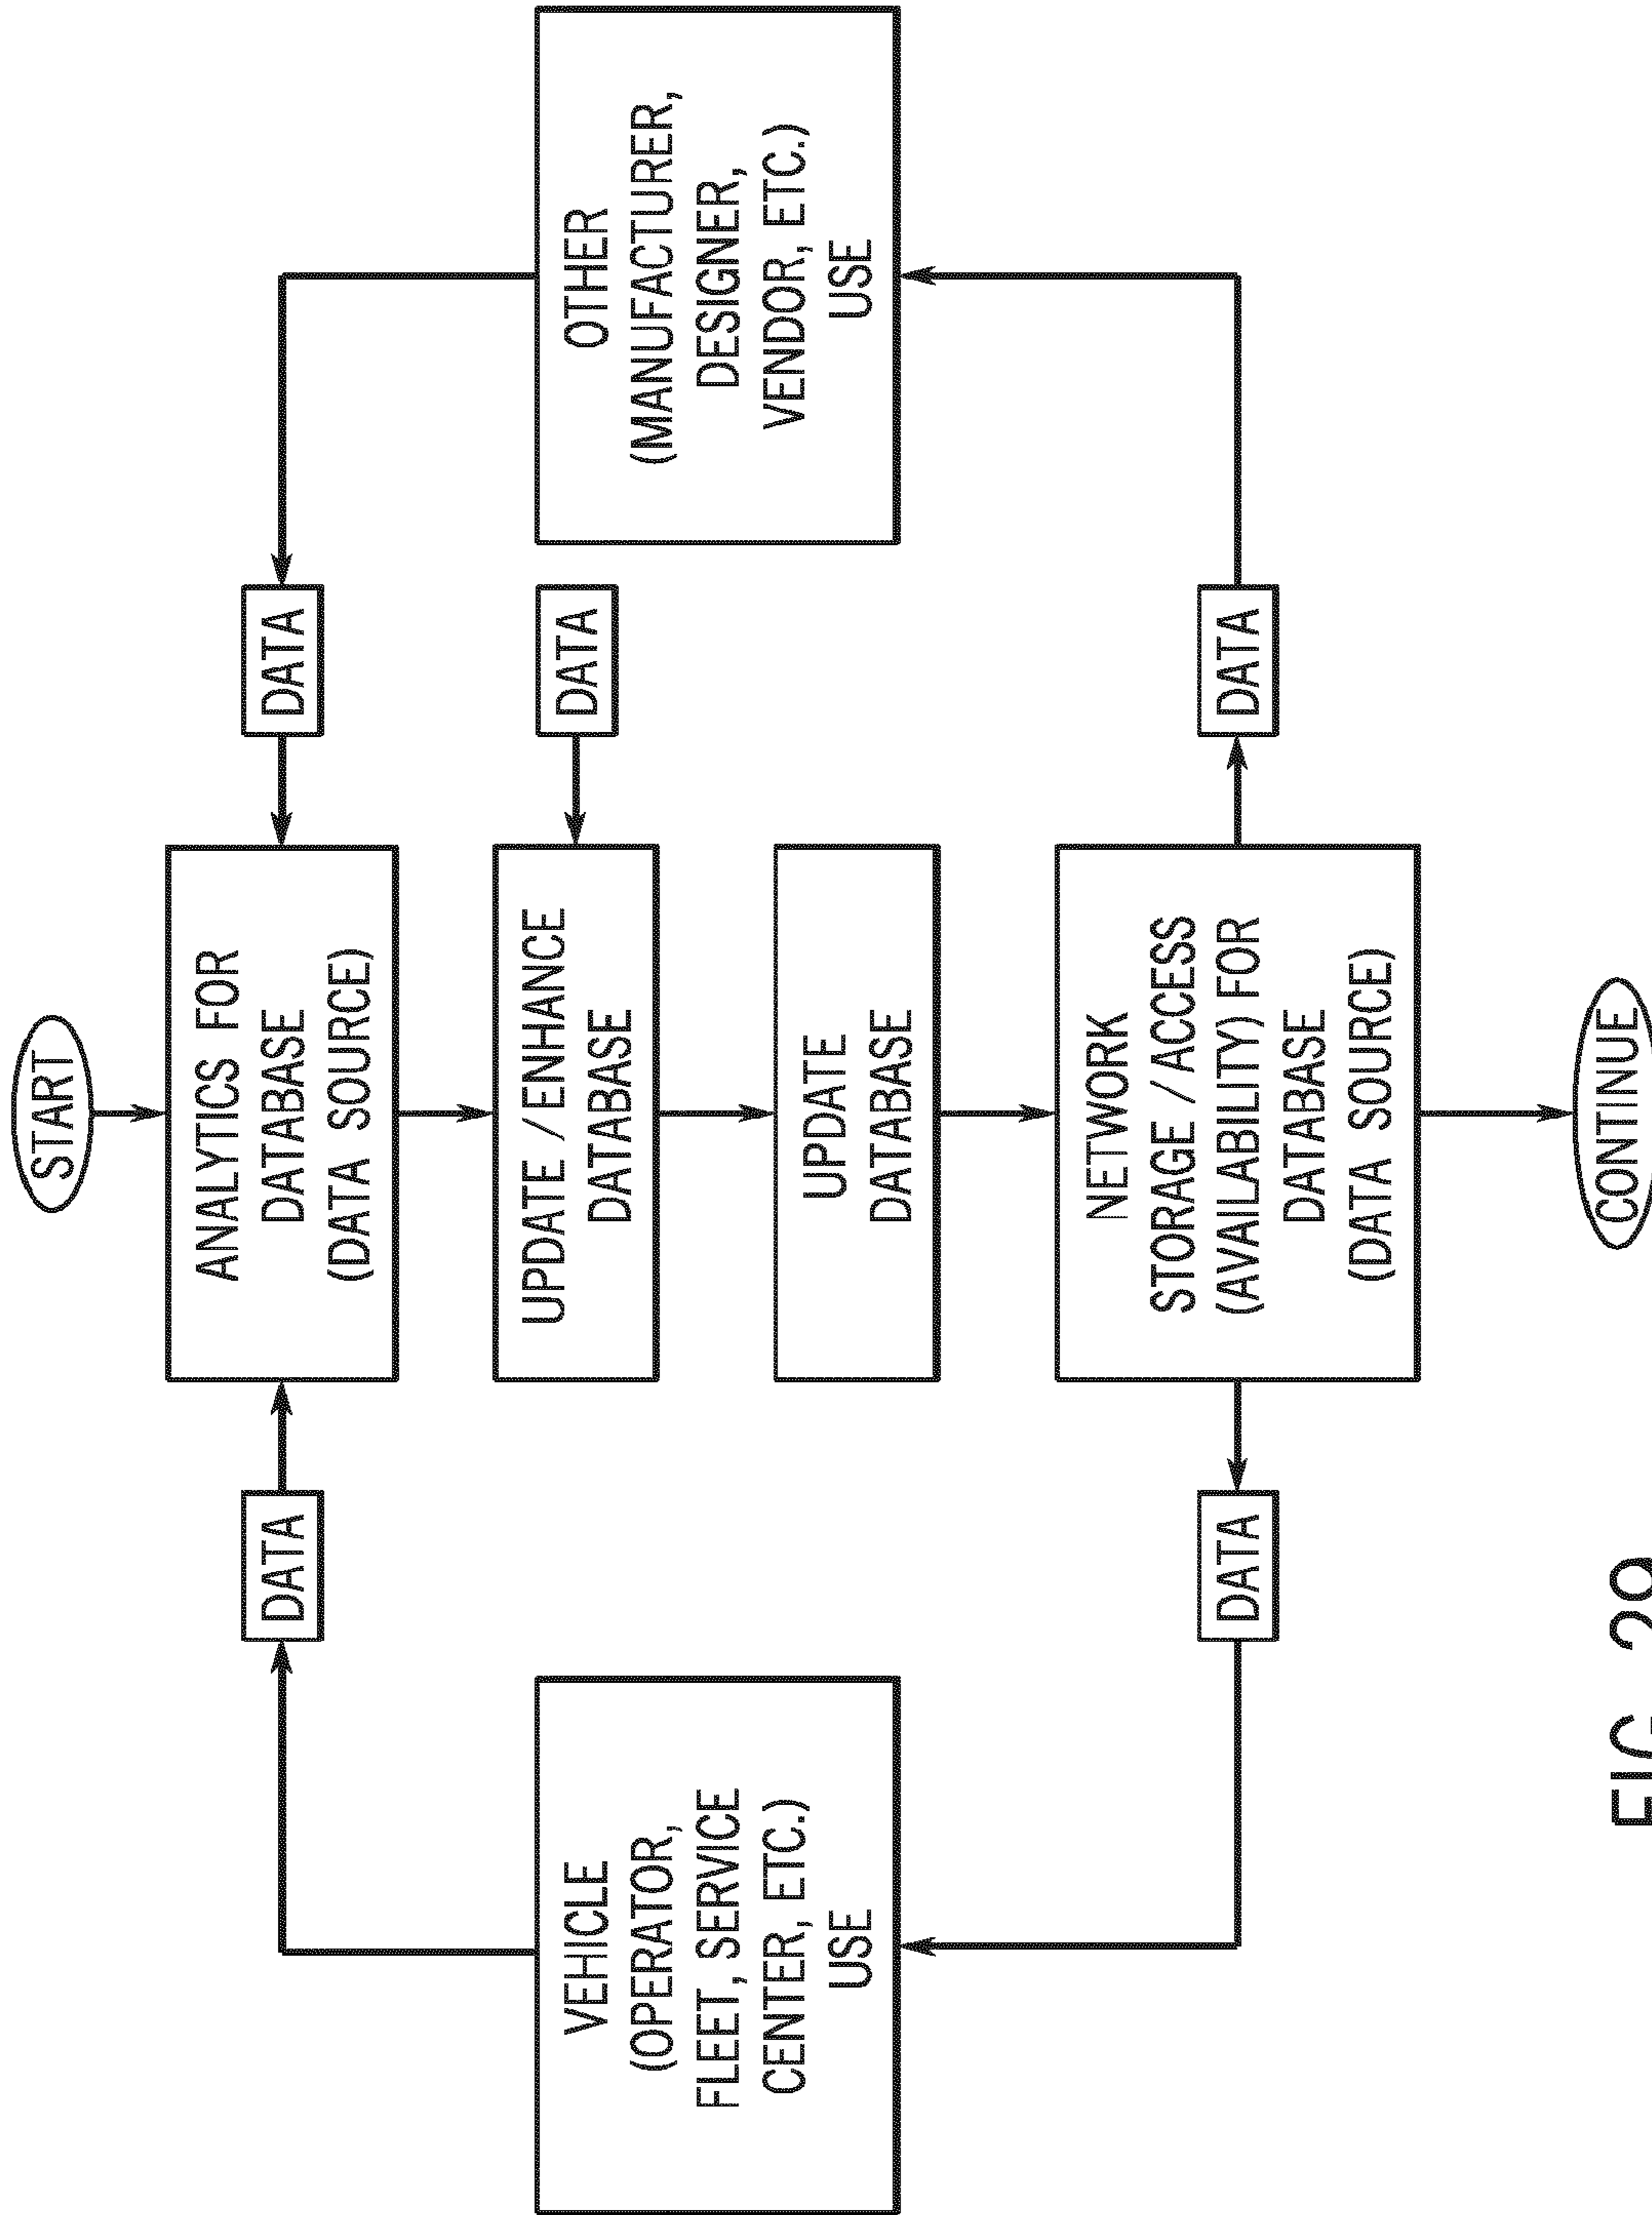 START
DATA
ANALYTICS FOR
DATABASE
(DATA SOURCE)
DATA
VEHICLE
(OPERATOR,
FLEET, SERVICE
CENTER, ETC.)
USE
UPDATE / ENHANCE
DATABASE
DATA
OTHER
(MANUFACTURER,
DESIGNER,
VENDOR, ETC.)
USE
UPDATE
DATABASE
DATA
NETWORK
STORAGE / ACCESS
(AVAILABILITY) FOR
DATABASE
(DATA SOURCE)
DATA
CONTINUE
FIG. 29